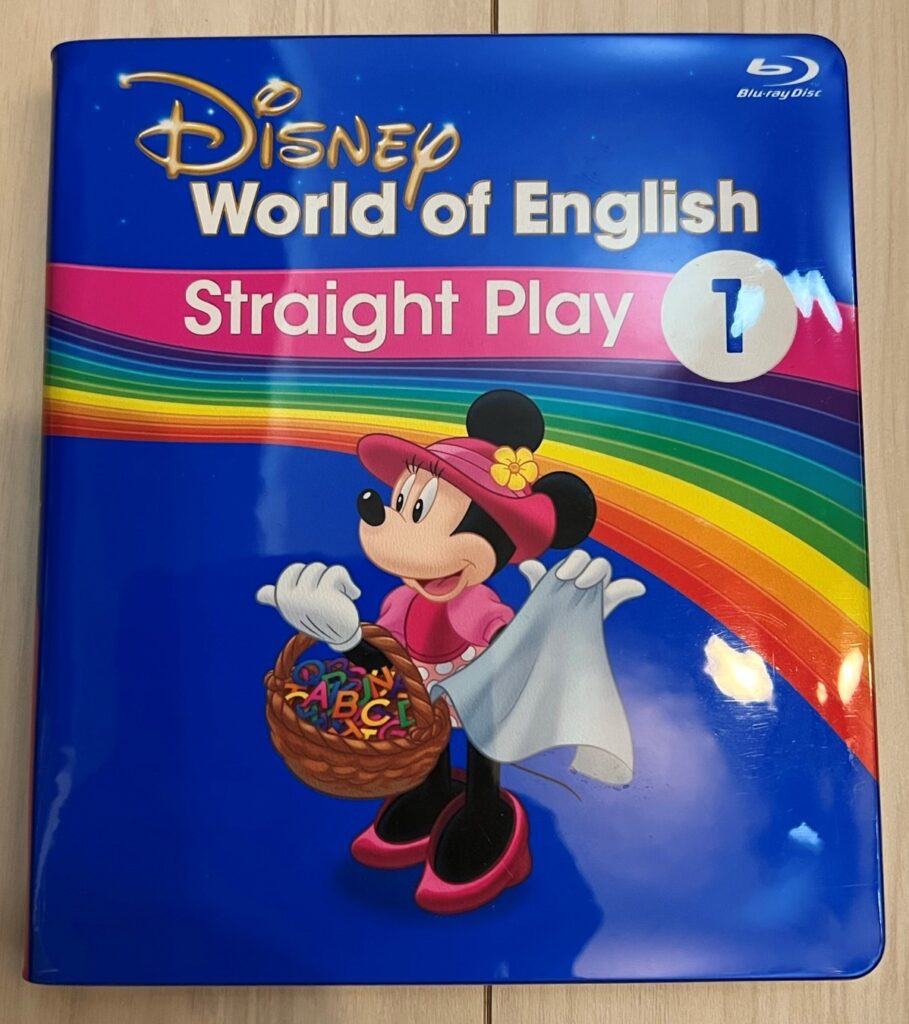 Blu-ray Disc
Disney
World of English
Straight Play 1
A B C